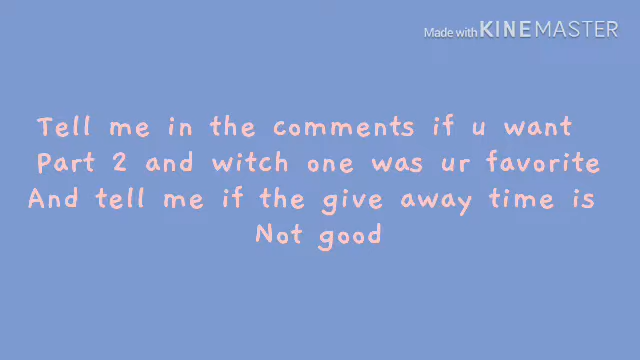 Made with KINEMASTER
Tell me in the comments if u want
Part 2 and witch one was ur favorite
And tell me if the give away time is
Not good